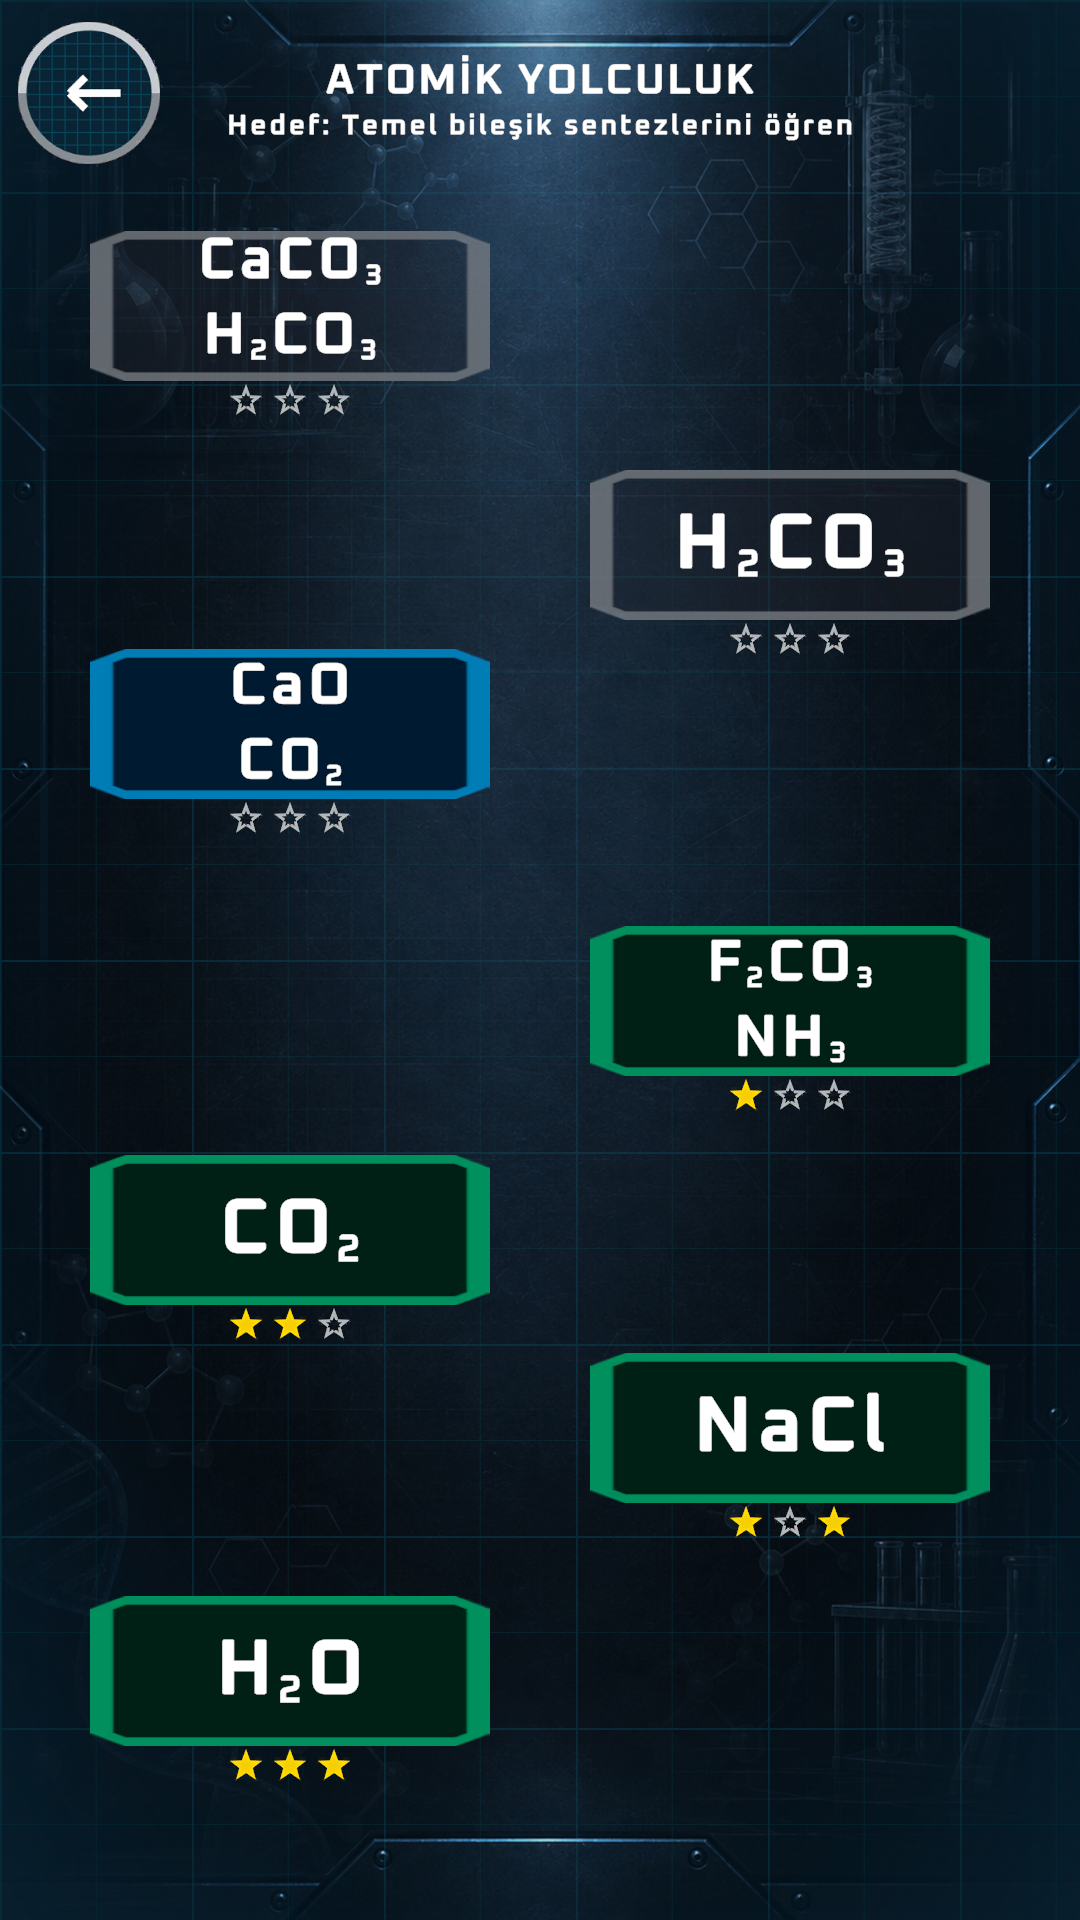 ATOMİK YOLCULUK
Hedef: Temel bileşik sentezlerini öğren
CaCO₃
H₂CO₃
H₂CO₃
CaO
CO₂
F₂CO₃
NH₃
CO₂
NaCl
H₂O